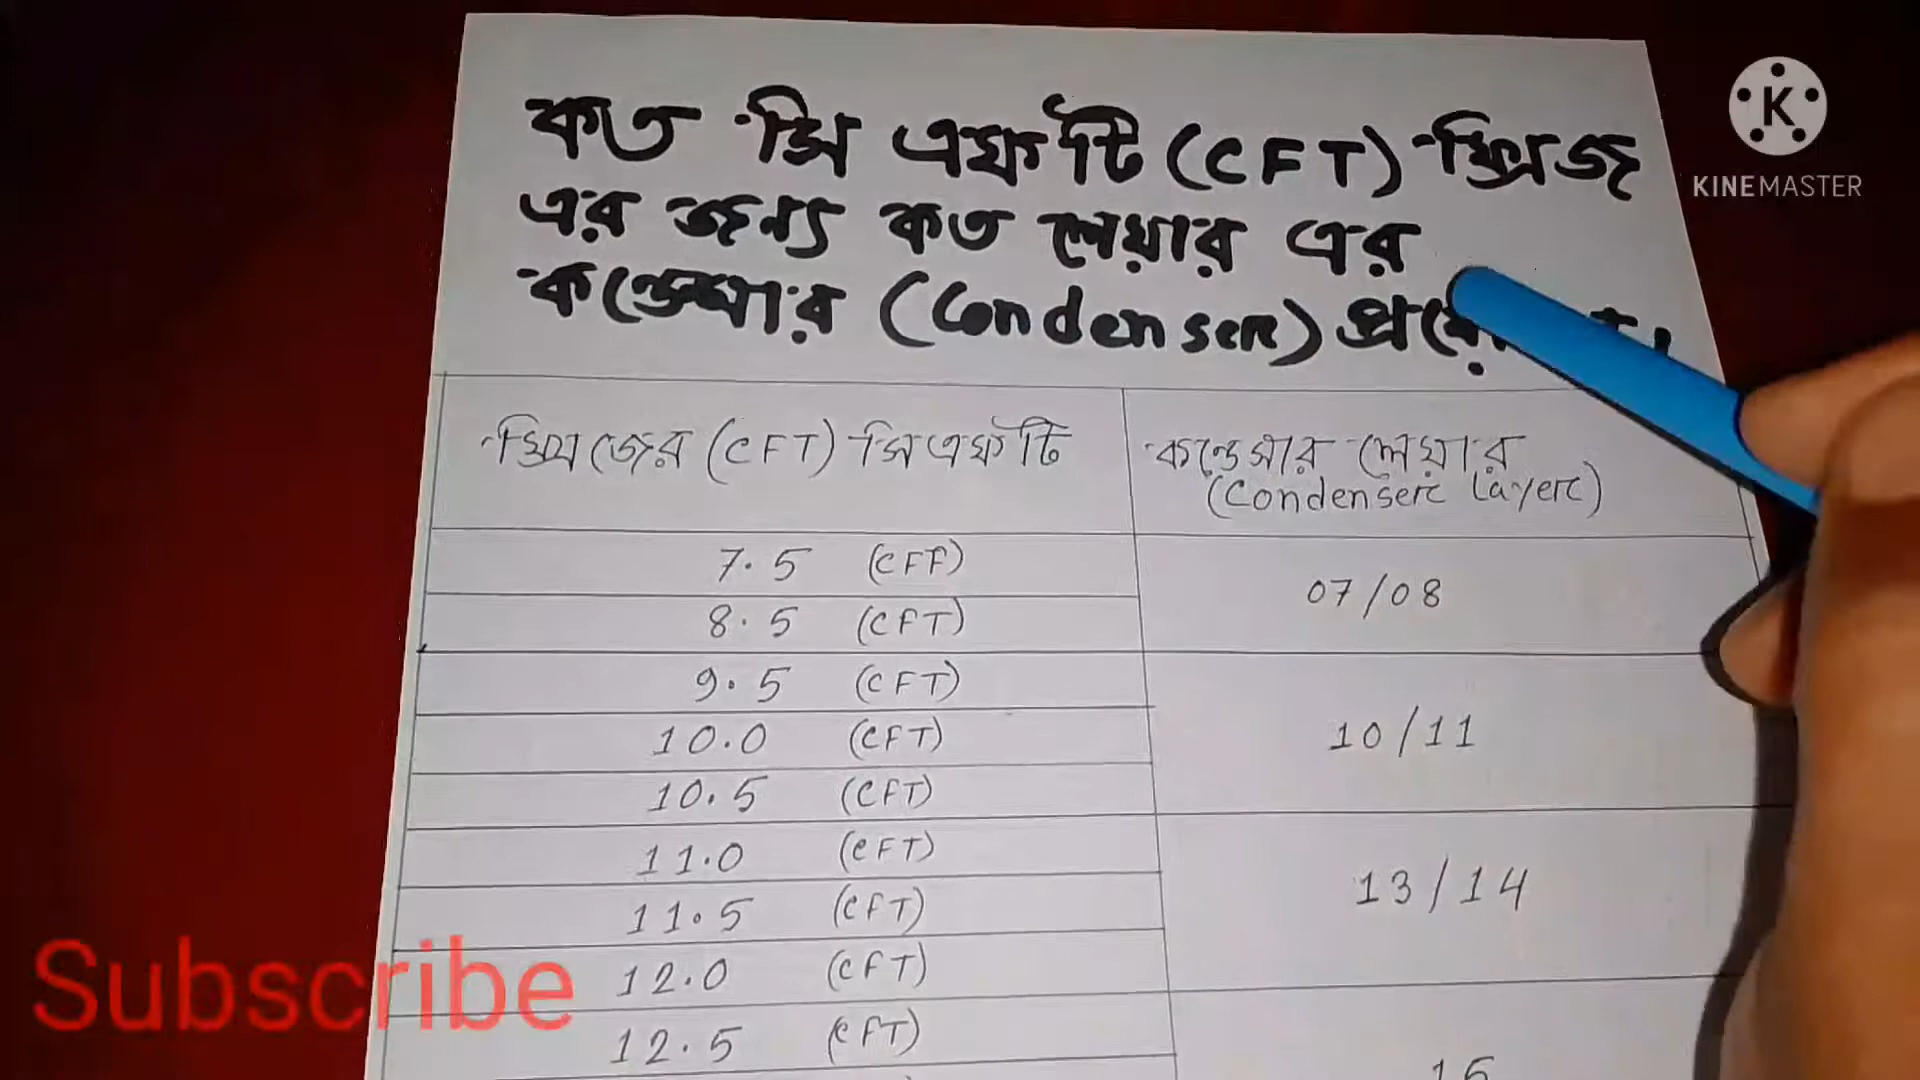 কত সি এফ টি (CFT) ফ্রিজ
এর জন্য কত লেয়ার এর
কন্ডেন্সার (Condenser)
KINEMASTER
ফ্রিজের (CFT) সি এফ টি
কন্ডেন্সার লেয়ার
(Condenser Layer)
7.5 (CFT)
07/08
8.5 (CFT)
9.5 (CFT)
10.0 (CFT)
10/11
10.5 (CFT)
11.0 (CFT)
11.5 (CFT)
13/14
12.0 (CFT)
12.5 (CFT)
Subscribe